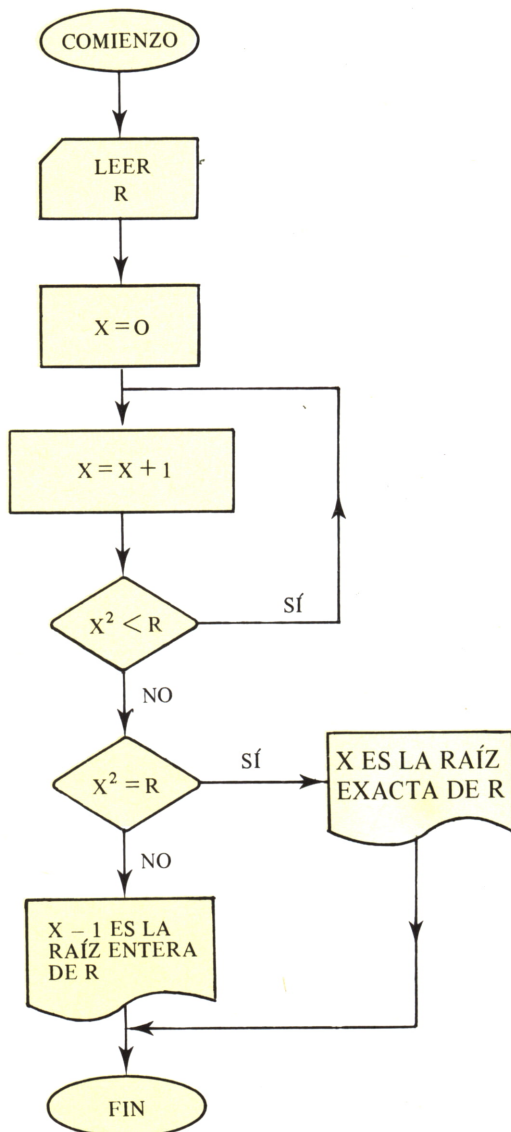 COMIENZO
LEER
R
X = O
X = X + 1
X² < R
SÍ
NO
X² = R
SÍ
X ES LA RAÍZ
EXACTA DE R
NO
X – 1 ES LA
RAÍZ ENTERA
DE R
FIN